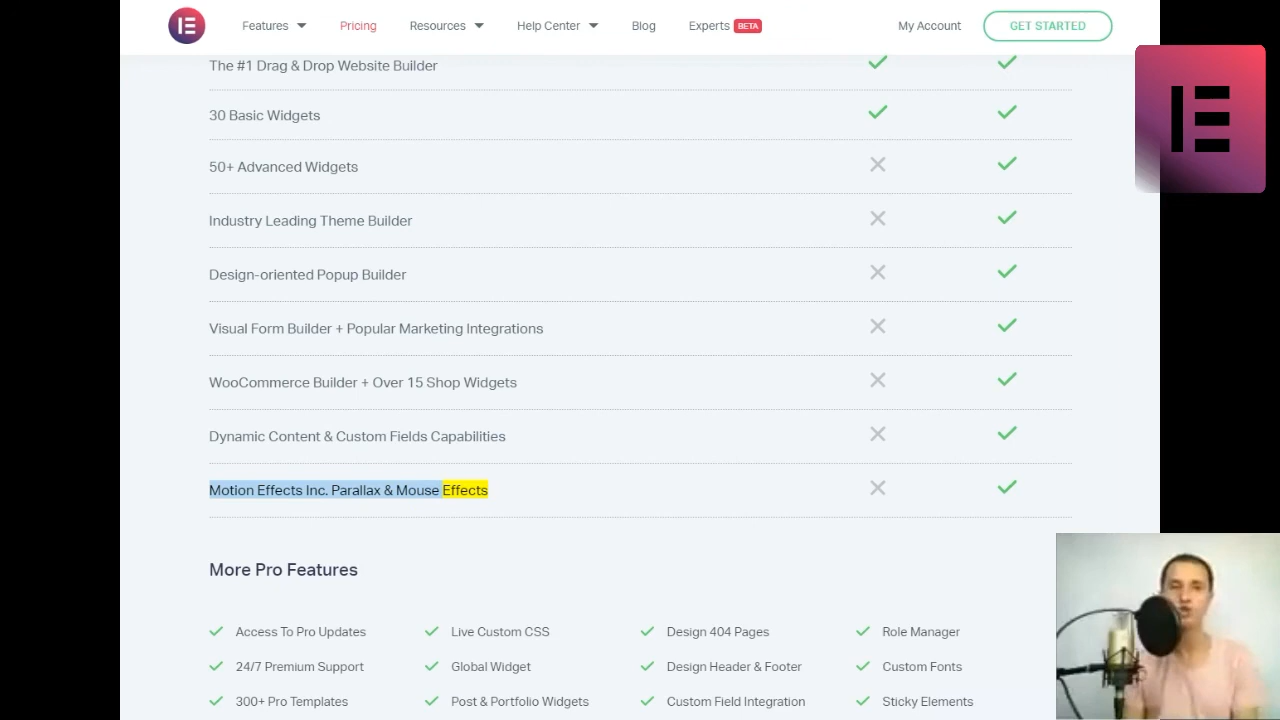 Features Pricing Resources Help Center Blog Experts BETA My Account GET STARTED
The #1 Drag & Drop Website Builder
30 Basic Widgets
50+ Advanced Widgets
Industry Leading Theme Builder
Design-oriented Popup Builder
Visual Form Builder + Popular Marketing Integrations
WooCommerce Builder + Over 15 Shop Widgets
Dynamic Content & Custom Fields Capabilities
Motion Effects Inc. Parallax & Mouse Effects
More Pro Features
Access To Pro Updates Live Custom CSS Design 404 Pages Role Manager
24/7 Premium Support Global Widget Design Header & Footer Custom Fonts
300+ Pro Templates Post & Portfolio Widgets Custom Field Integration Sticky Elements